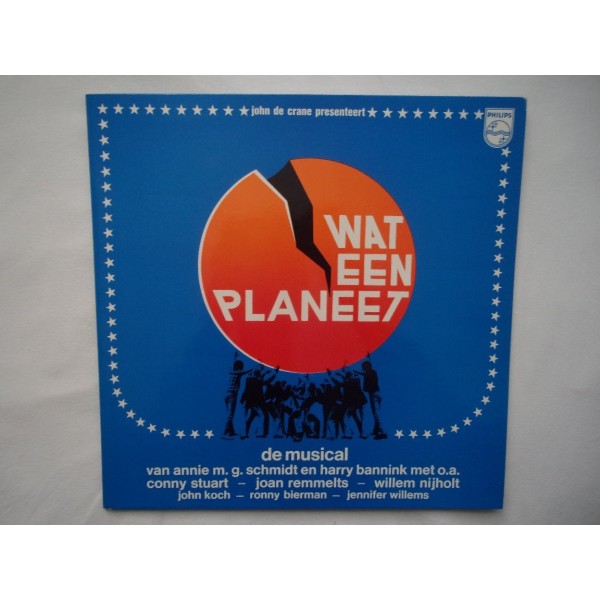 john de crane presenteert
PHILIPS
WAT
EEN
PLANEET
de musical
van annie m. g. schmidt en harry bannink met o.a.
conny stuart – joan remmelts – willem nijholt
john koch – ronny bierman – jennifer willems